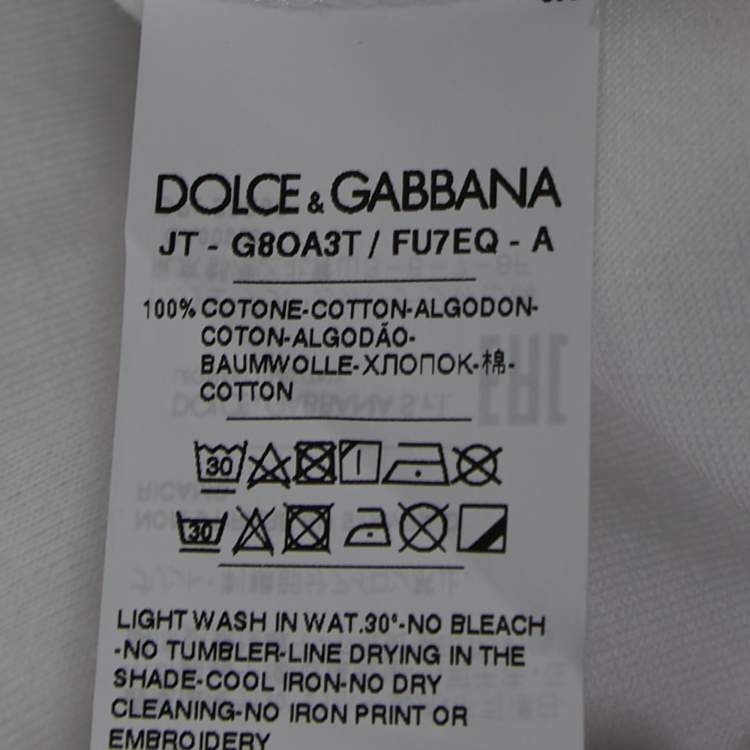 DOLCE & GABBANA
JT - G8OA3T / FU7EQ - A
100% COTONE-COTTON-ALGODON-
COTON-ALGODÃO-
BAUMWOLLE-ХЛОПОК-棉-
COTTON
30
30
LIGHT WASH IN WAT.30°-NO BLEACH
-NO TUMBLER-LINE DRYING IN THE
SHADE-COOL IRON-NO DRY
CLEANING-NO IRON PRINT OR
EMBROIDERY